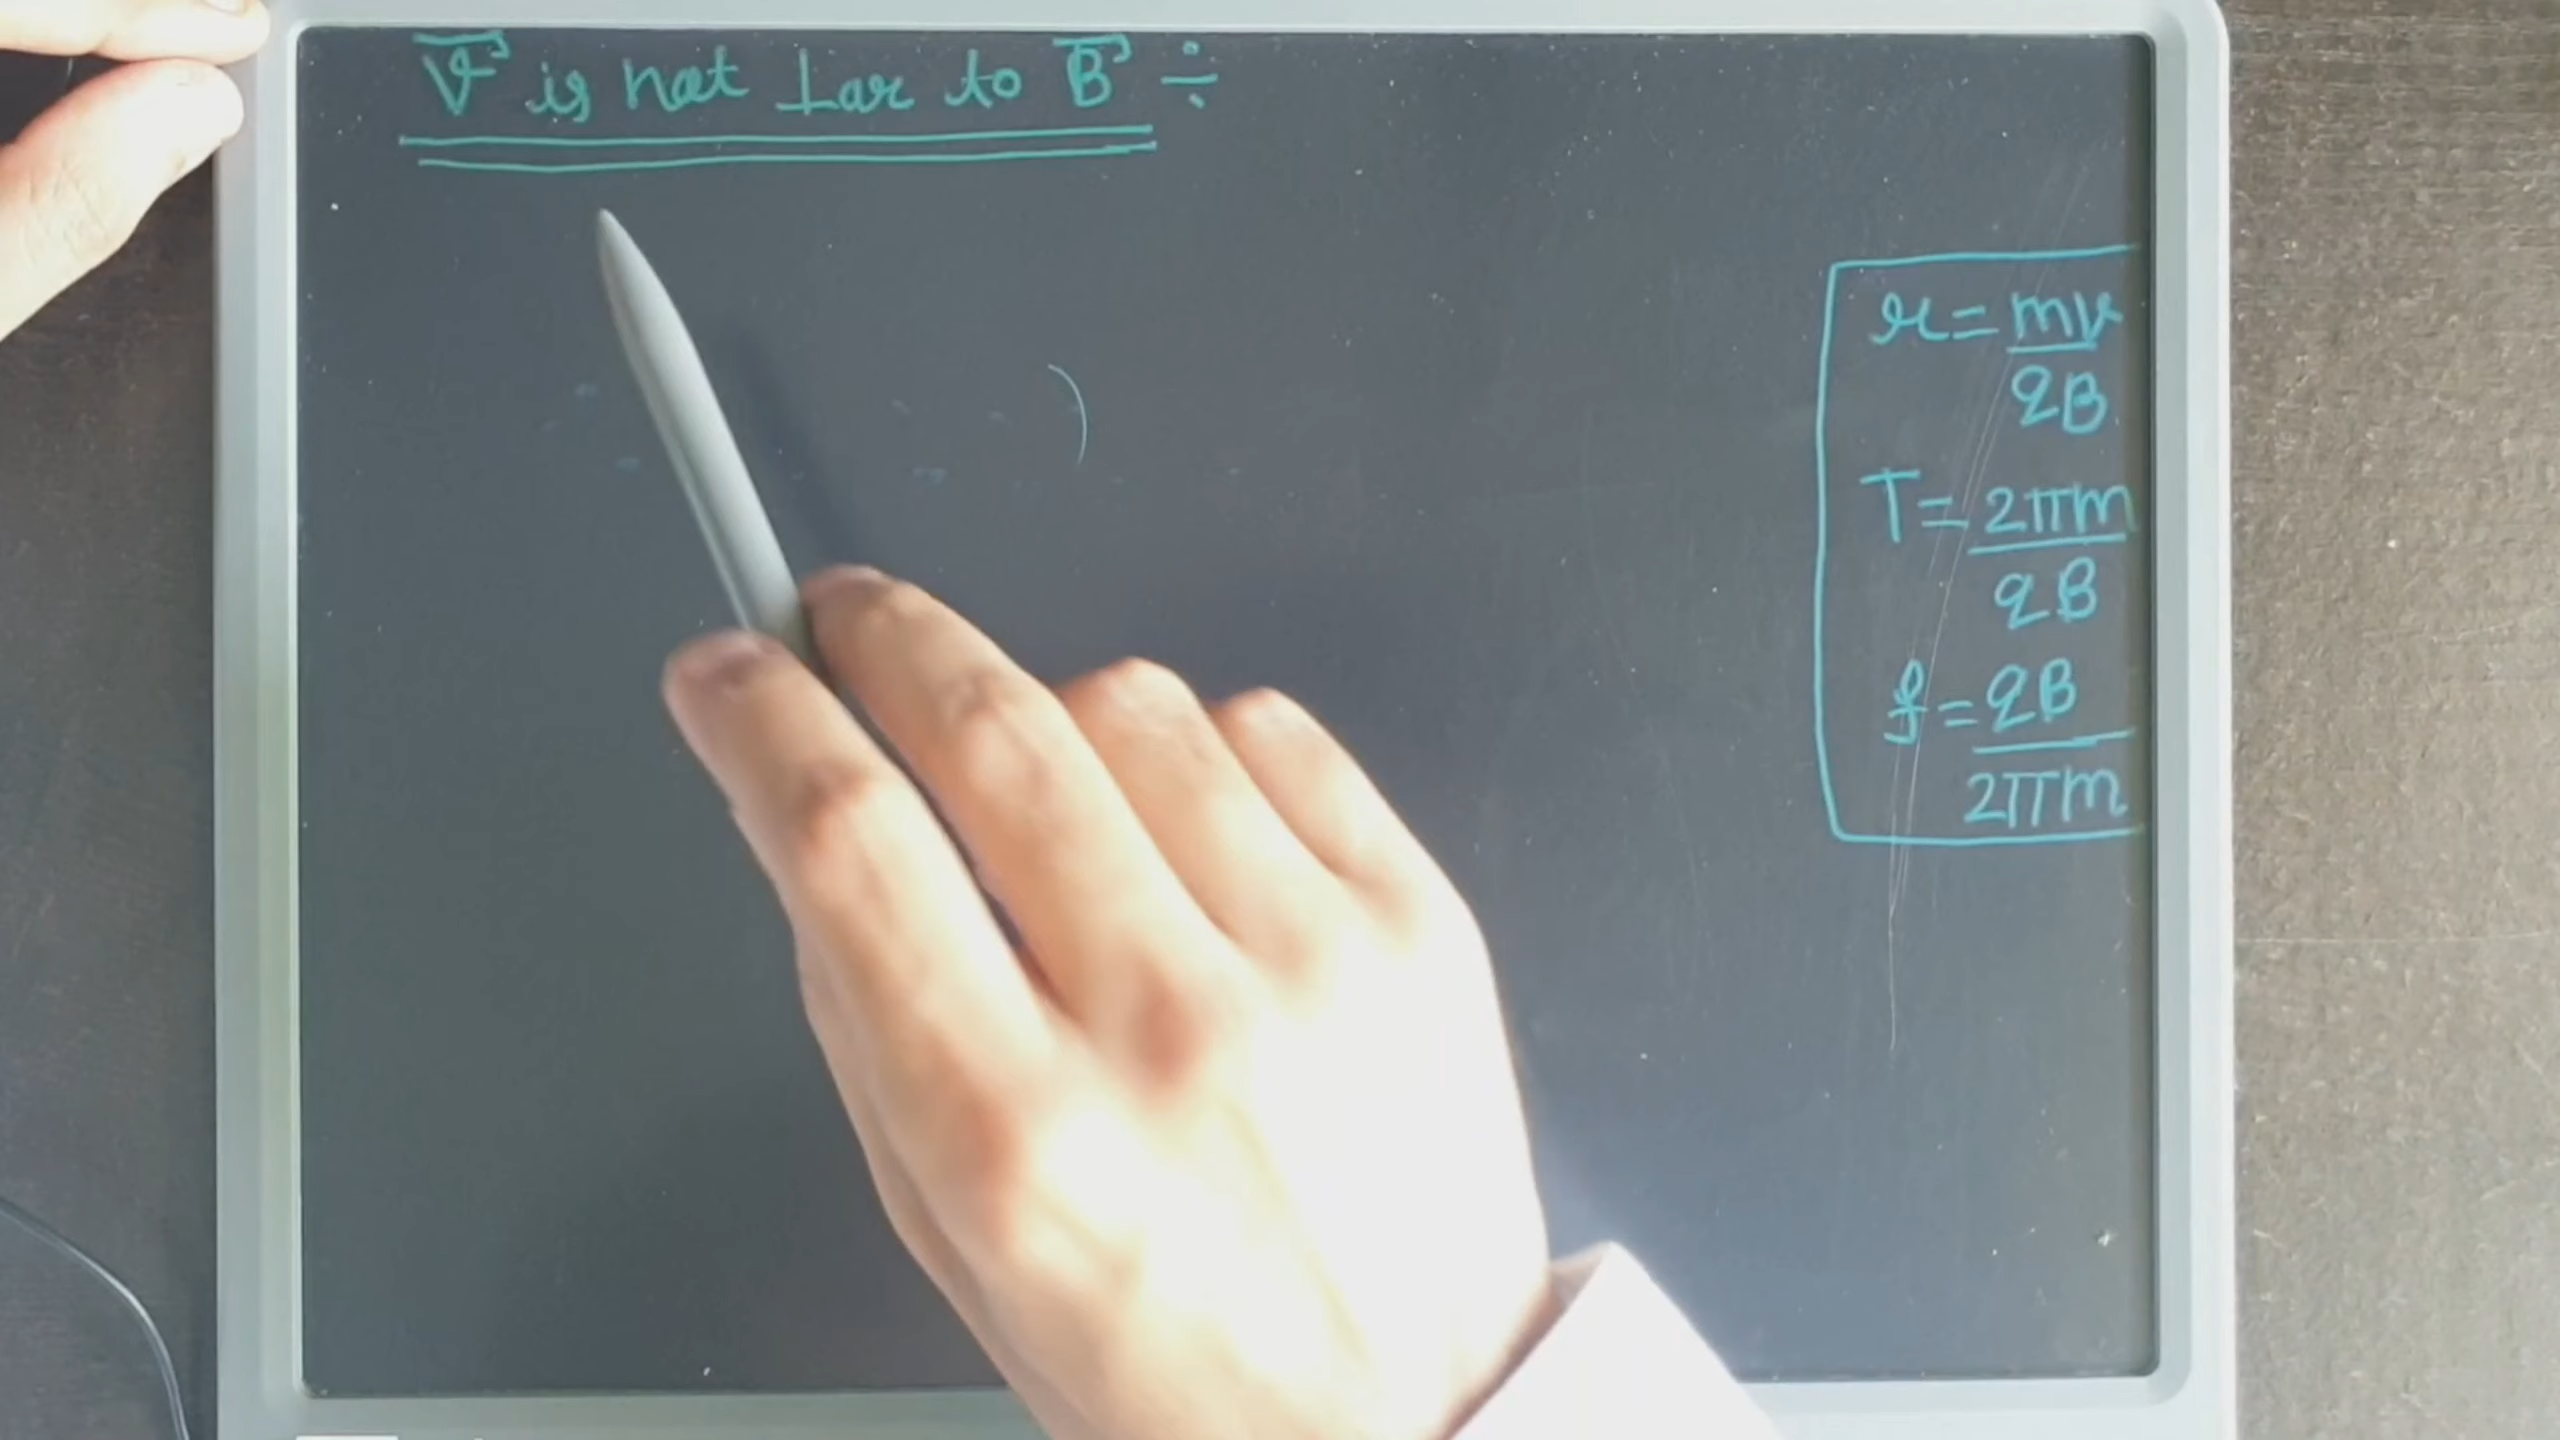 V⃗ is not ⊥ar to B⃗ ÷
r = mv
qB
T = 2πm
qB
f = qB
2πm